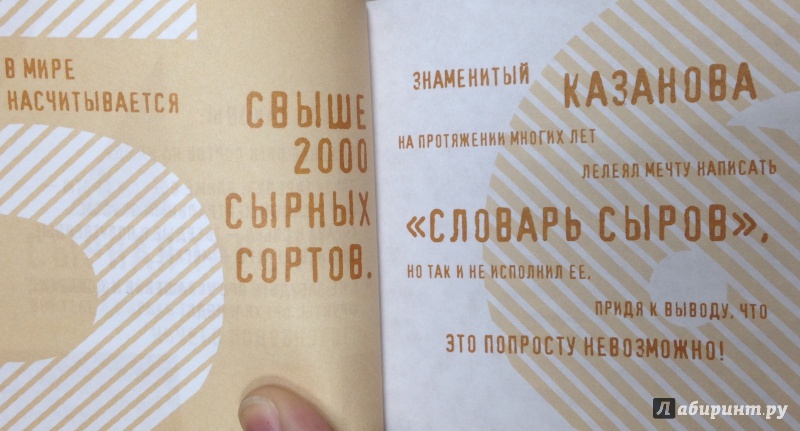 В МИРЕ
НАСЧИТЫВАЕТСЯ
СВЫШЕ
2000
СЫРНЫХ
СОРТОВ.
ЗНАМЕНИТЫЙ КАЗАНОВА
НА ПРОТЯЖЕНИИ МНОГИХ ЛЕТ
ЛЕЛЕЯЛ МЕЧТУ НАПИСАТЬ
«СЛОВАРЬ СЫРОВ»,
НО ТАК И НЕ ИСПОЛНИЛ ЕЕ,
ПРИДЯ К ВЫВОДУ, ЧТО
ЭТО ПОПРОСТУ НЕВОЗМОЖНО!
Лабиринт.ру